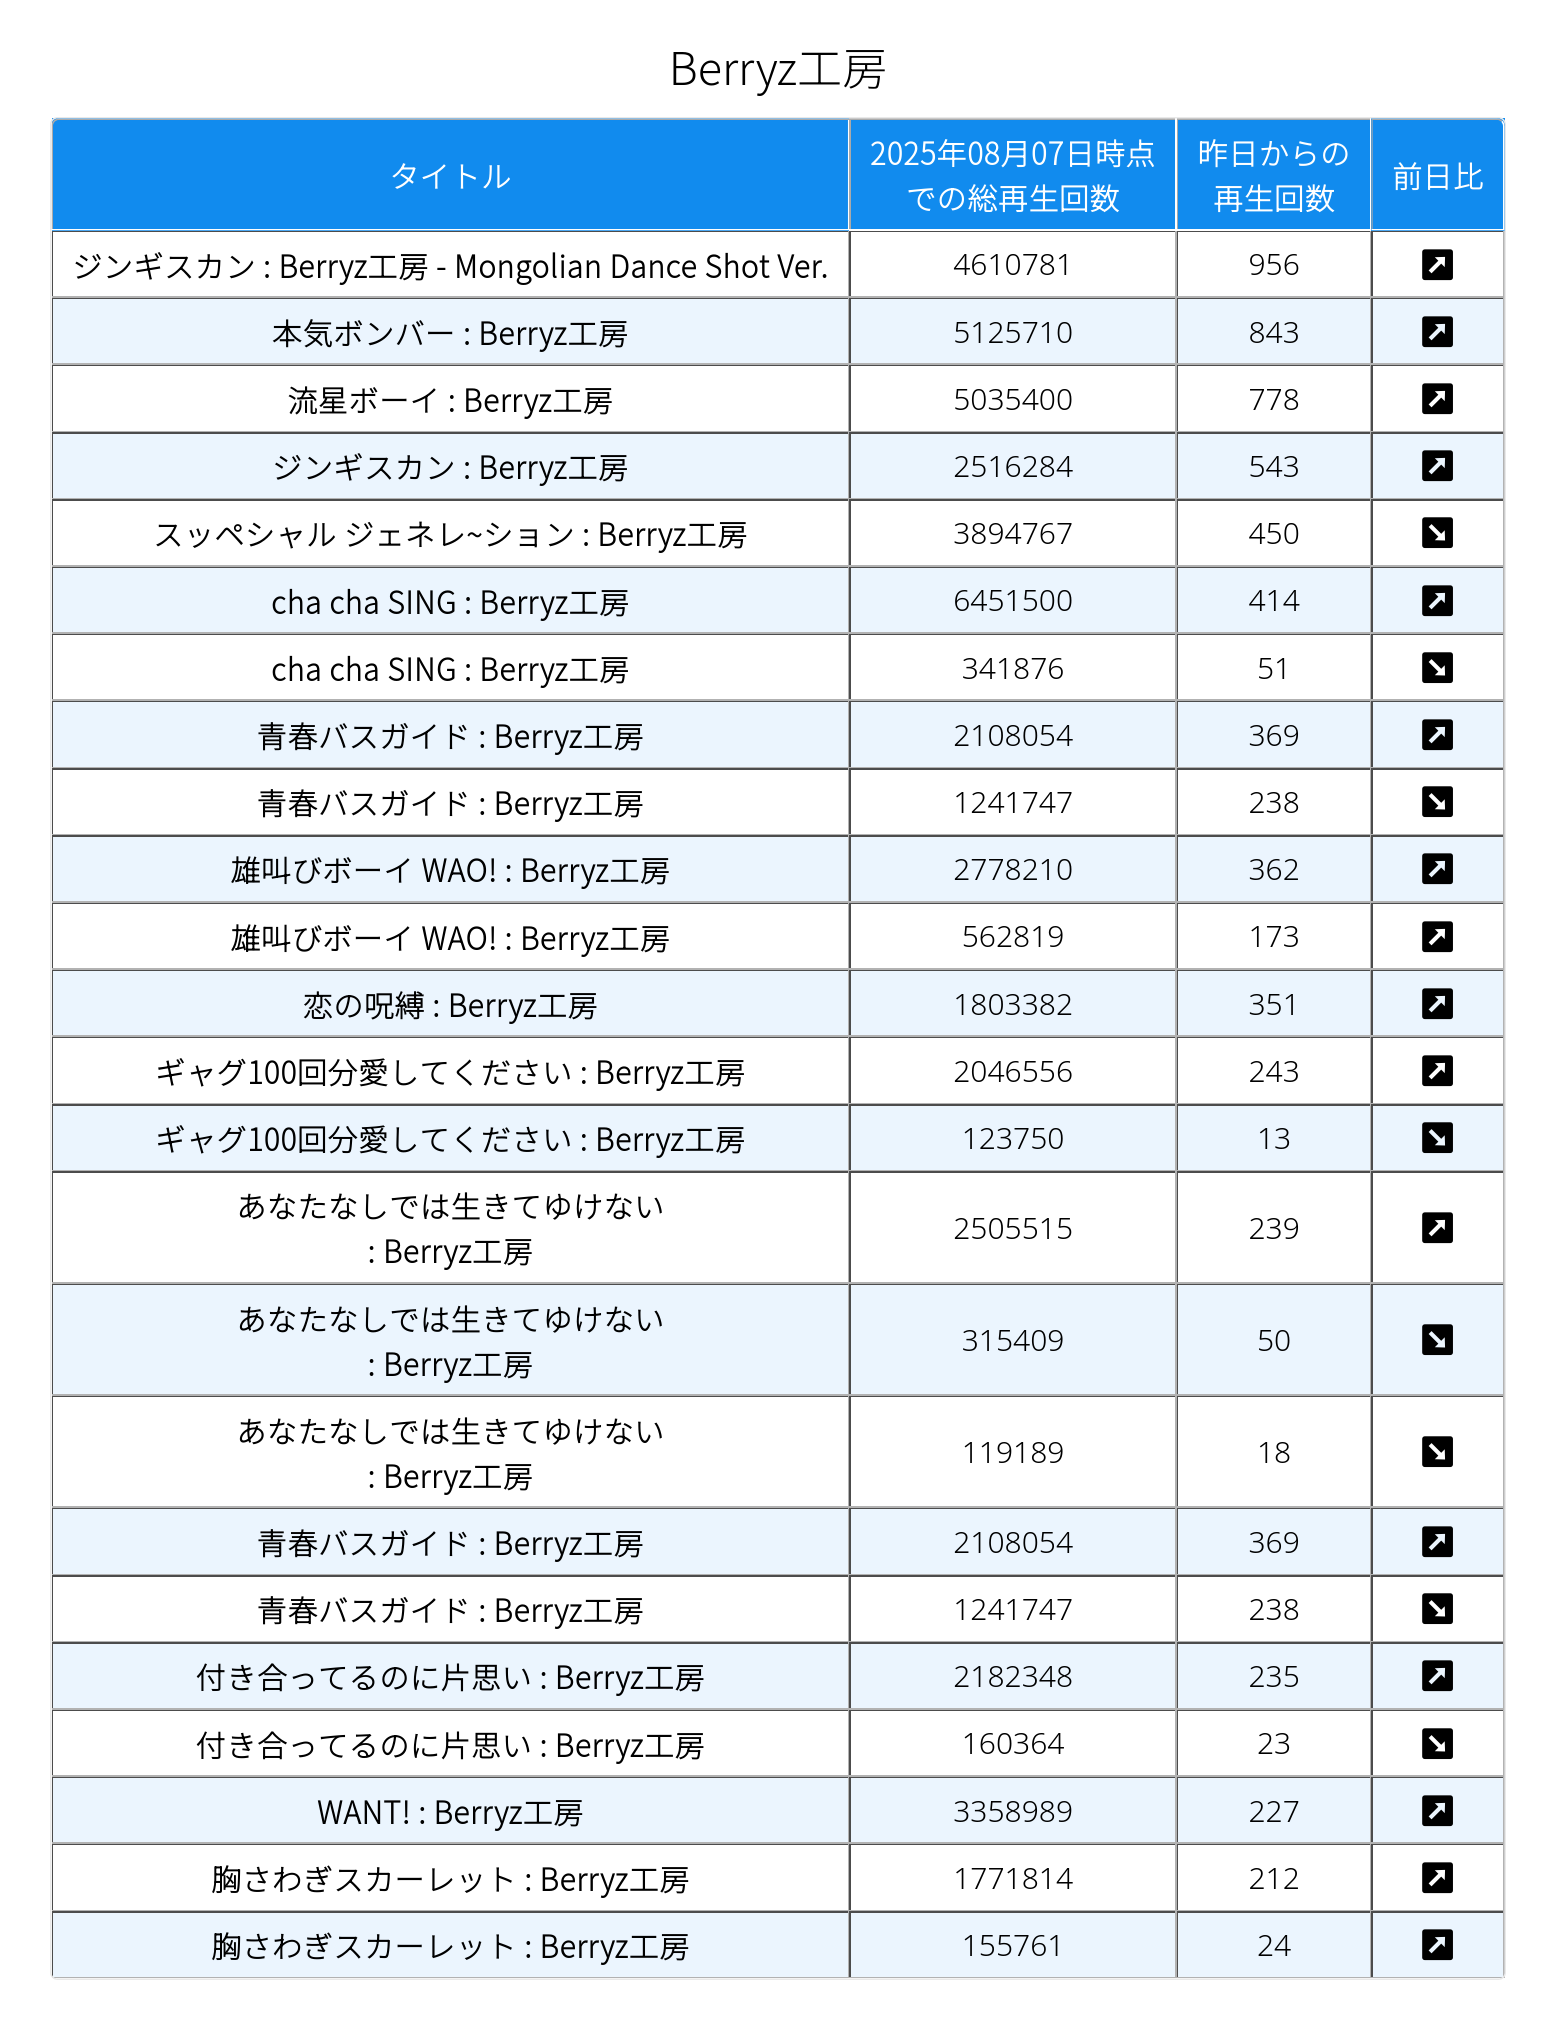 Berryz工房
タイトル
2025年08月07日時点
での総再生回数
昨日からの
再生回数
前日比
ジンギスカン : Berryz工房 - Mongolian Dance Shot Ver. 4610781 956
本気ボンバー : Berryz工房 5125710 843
流星ボーイ : Berryz工房 5035400 778
ジンギスカン : Berryz工房 2516284 543
スッペシャル ジェネレ~ション : Berryz工房 3894767 450
cha cha SING : Berryz工房 6451500 414
cha cha SING : Berryz工房 341876 51
青春バスガイド : Berryz工房 2108054 369
青春バスガイド : Berryz工房 1241747 238
雄叫びボーイ WAO! : Berryz工房 2778210 362
雄叫びボーイ WAO! : Berryz工房 562819 173
恋の呪縛 : Berryz工房 1803382 351
ギャグ100回分愛してください : Berryz工房 2046556 243
ギャグ100回分愛してください : Berryz工房 123750 13
あなたなしでは生きてゆけない
: Berryz工房 2505515 239
あなたなしでは生きてゆけない
: Berryz工房 315409 50
あなたなしでは生きてゆけない
: Berryz工房 119189 18
青春バスガイド : Berryz工房 2108054 369
青春バスガイド : Berryz工房 1241747 238
付き合ってるのに片思い : Berryz工房 2182348 235
付き合ってるのに片思い : Berryz工房 160364 23
WANT! : Berryz工房 3358989 227
胸さわぎスカーレット : Berryz工房 1771814 212
胸さわぎスカーレット : Berryz工房 155761 24